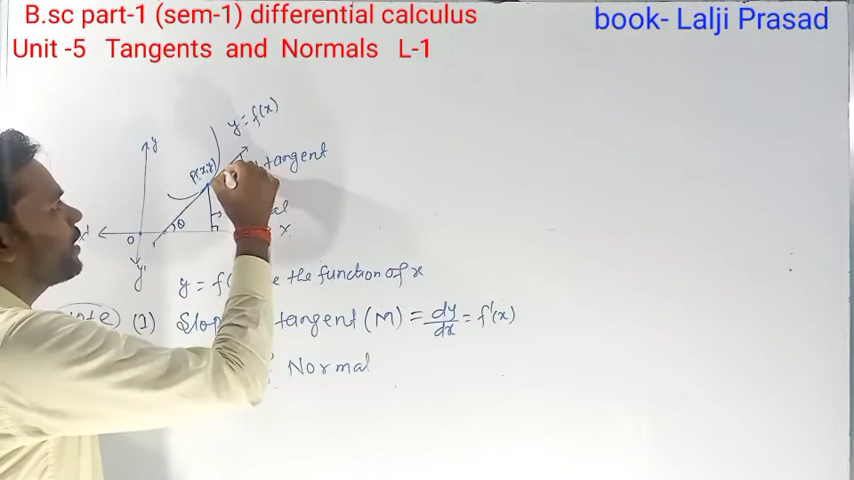 B.sc part-1 (sem-1) differential calculus
book- Lalji Prasad
Unit -5 Tangents and Normals L-1
y = f(x)
y
P(x,y)
tangent
θ
x'
O
x
y'
y = f the function of x
(1) Slop tangent (M) = dy/dx = f'(x)
Normal